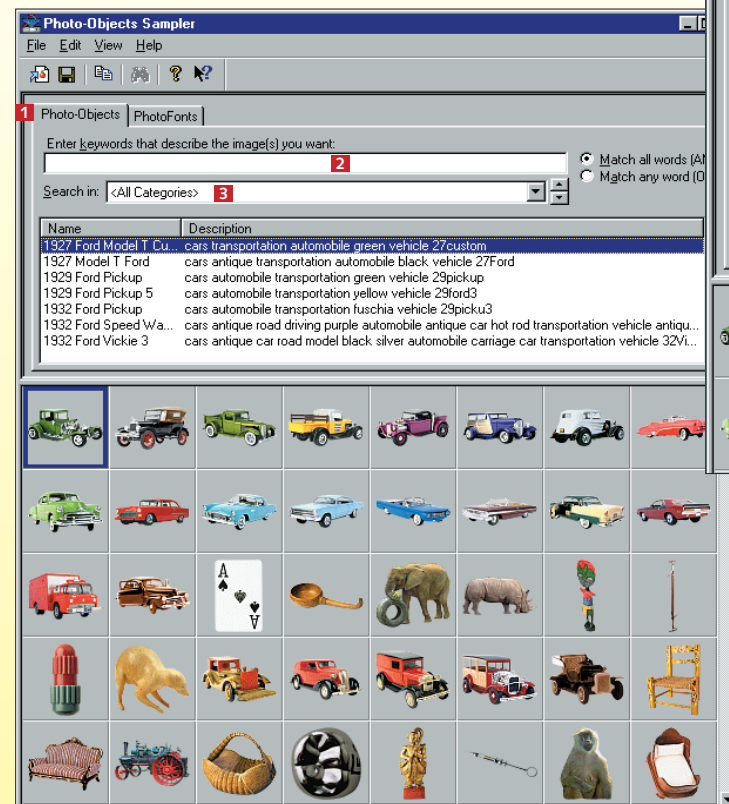 Photo-Objects Sampler
File Edit View Help
1 Photo-Objects PhotoFonts
Enter keywords that describe the image(s) you want:
2
Match all words (AN
Match any word (O
Search in: <All Categories> 3
Name Description
1927 Ford Model T Cu... cars transportation automobile green vehicle 27custom
1927 Model T Ford cars antique transportation automobile black vehicle 27Ford
1929 Ford Pickup cars automobile transportation green vehicle 29pickup
1929 Ford Pickup 5 cars automobile transportation yellow vehicle 29ford3
1932 Ford Pickup cars automobile transportation fuschia vehicle 29picku3
1932 Ford Speed Wa... cars antique road driving purple automobile antique car hot rod transportation vehicle antiqu...
1932 Ford Vickie 3 cars antique car road model black silver automobile carriage car transportation vehicle 32Vi...
A
A